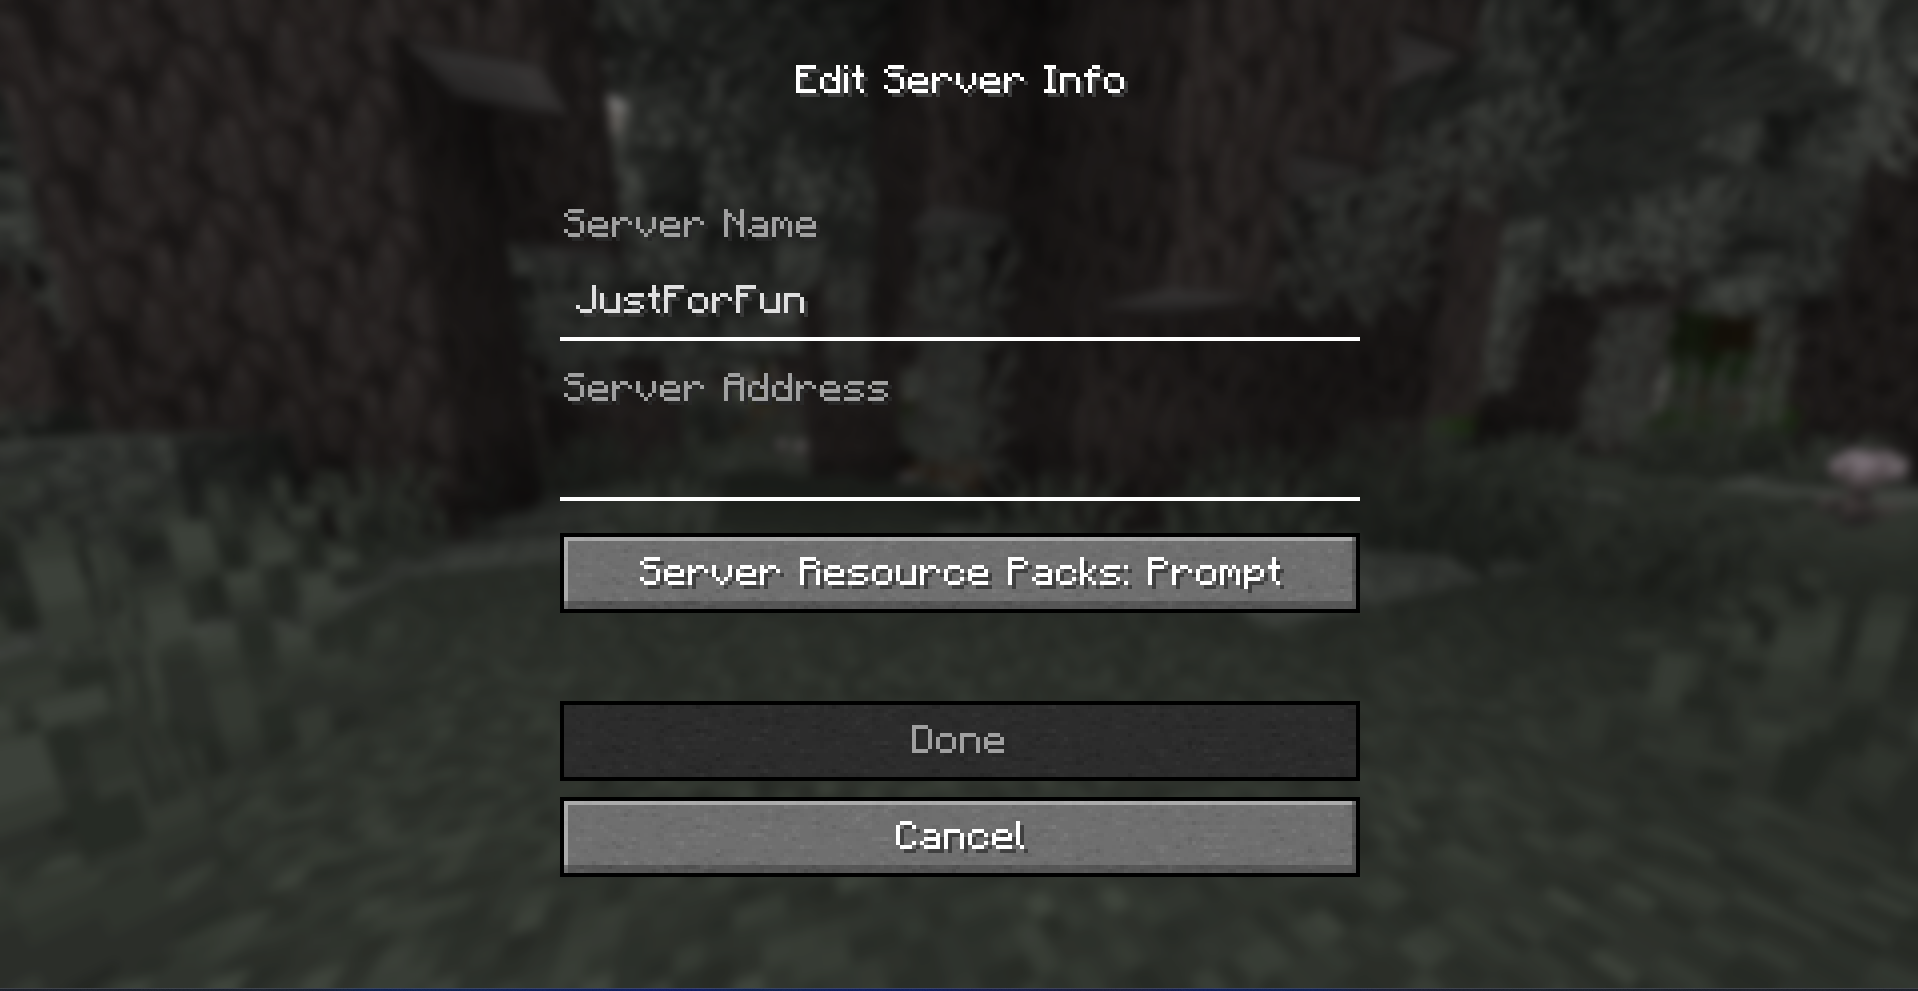 Edit Server Info
Server Name
JustForFun
Server Address
Server Resource Packs: Prompt
Done
Cancel